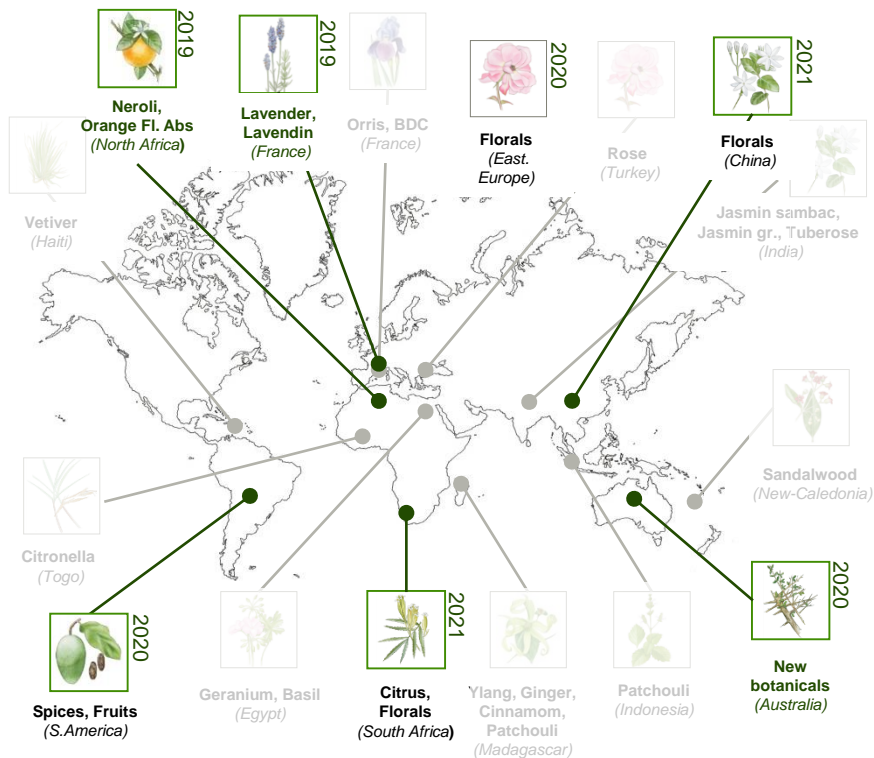 2019
Neroli,
Orange Fl. Abs
(North Africa)
2019
Lavender,
Lavendin
(France)
Orris, BDC
(France)
2020
Florals
(East.
Europe)
Rose
(Turkey)
2021
Florals
(China)
Jasmin sambac,
Jasmin gr., Tuberose
(India)
Vetiver
(Haiti)
Citronella
(Togo)
Sandalwood
(New-Caledonia)
2020
Spices, Fruits
(S.America)
Geranium, Basil
(Egypt)
2021
Citrus,
Florals
(South Africa)
Ylang, Ginger,
Cinnamom,
Patchouli
(Madagascar)
Patchouli
(Indonesia)
2020
New
botanicals
(Australia)